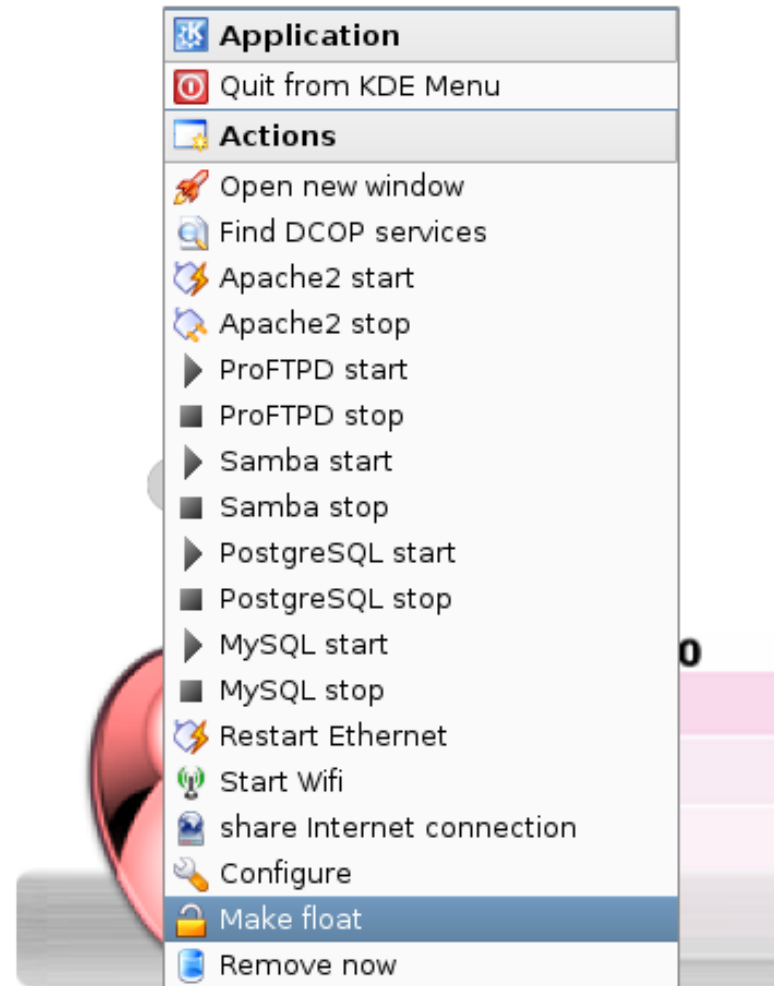 Application
Quit from KDE Menu
Actions
Open new window
Find DCOP services
Apache2 start
Apache2 stop
ProFTPD start
ProFTPD stop
Samba start
Samba stop
PostgreSQL start
PostgreSQL stop
MySQL start
0
MySQL stop
Restart Ethernet
Start Wifi
share Internet connection
Configure
Make float
Remove now